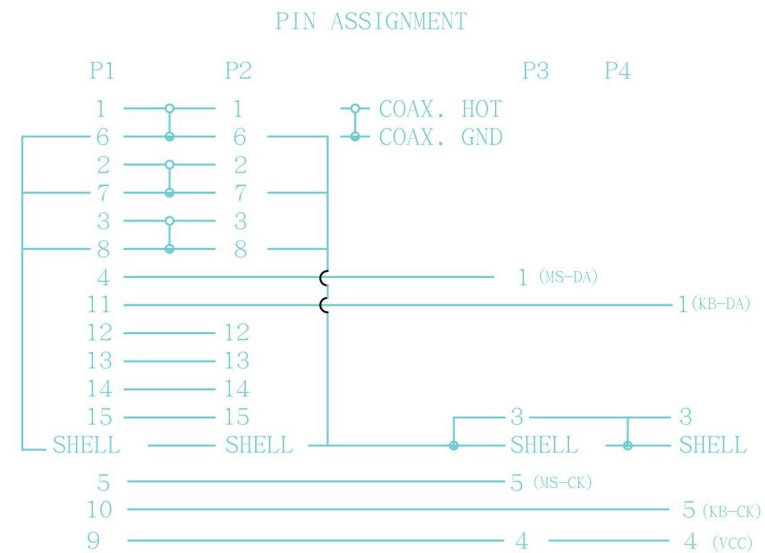 PIN ASSIGNMENT
P1 P2 P3 P4
1 1 COAX. HOT
6 6 COAX. GND
2 2
7 7
3 3
8 8
4 1 (MS-DA)
11 1 (KB-DA)
12 12
13 13
14 14
15 15 3 3
SHELL SHELL SHELL SHELL
5 5 (MS-CK)
10 5 (KB-CK)
9 4 4 (VCC)